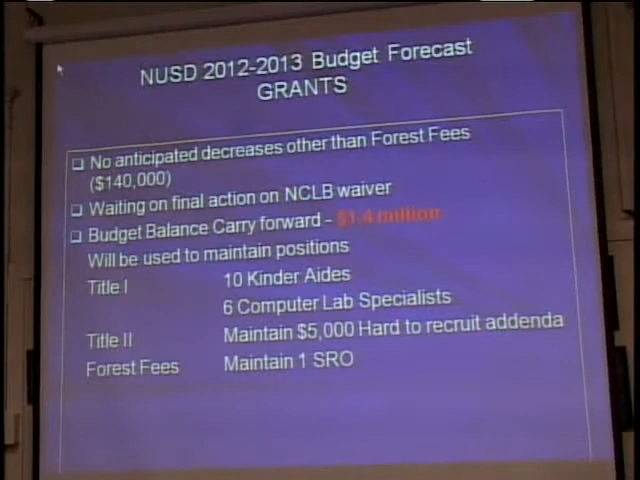 NUSD 2012-2013 Budget Forecast
GRANTS
No anticipated decreases other than Forest Fees
($140,000)
Waiting on final action on NCLB waiver
Budget Balance Carry forward - $1.4 million
Will be used to maintain positions
Title I 10 Kinder Aides
6 Computer Lab Specialists
Title II Maintain $5,000 Hard to recruit addenda
Forest Fees Maintain 1 SRO